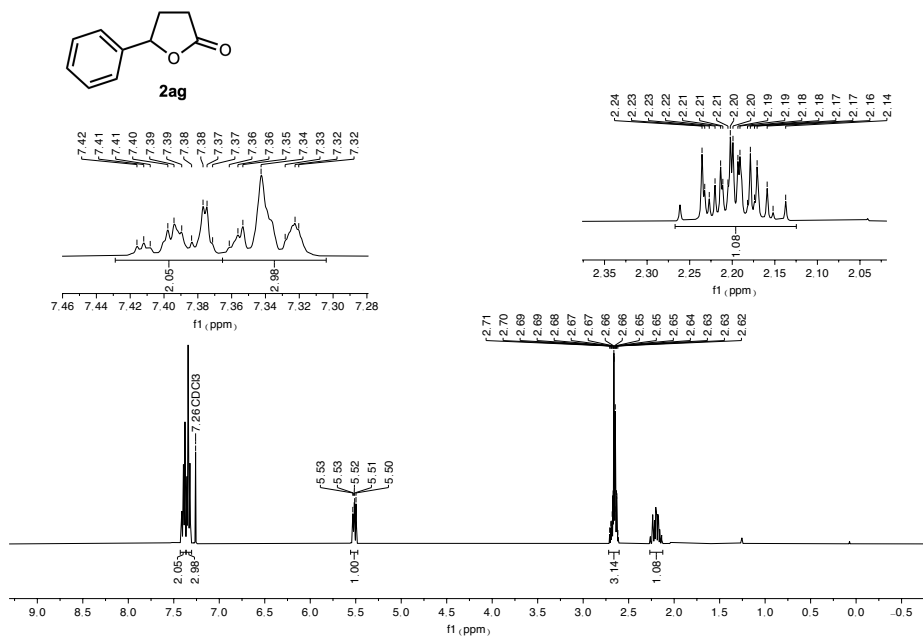 O
O
2ag
7.42 7.41 7.41 7.40 7.39 7.39 7.38 7.38 7.37 7.37 7.36 7.36 7.35 7.34 7.33 7.32 7.32
2.05 2.98
7.46 7.44 7.42 7.40 7.38 7.36 7.34 7.32 7.30 7.28
f1 (ppm)
2.24 2.23 2.23 2.22 2.21 2.21 2.21 2.20 2.20 2.19 2.19 2.18 2.18 2.17 2.17 2.16 2.14
1.08
2.35 2.30 2.25 2.20 2.15 2.10 2.05
f1 (ppm)
2.71 2.70 2.69 2.69 2.68 2.67 2.67 2.66 2.66 2.65 2.65 2.65 2.64 2.63 2.63 2.62
7.26 CDCl3
5.53 5.53 5.52 5.51 5.50
2.05 2.98 1.00 3.14 1.08
9.0 8.5 8.0 7.5 7.0 6.5 6.0 5.5 5.0 4.5 4.0 3.5 3.0 2.5 2.0 1.5 1.0 0.5 0.0 −0.5
f1 (ppm)